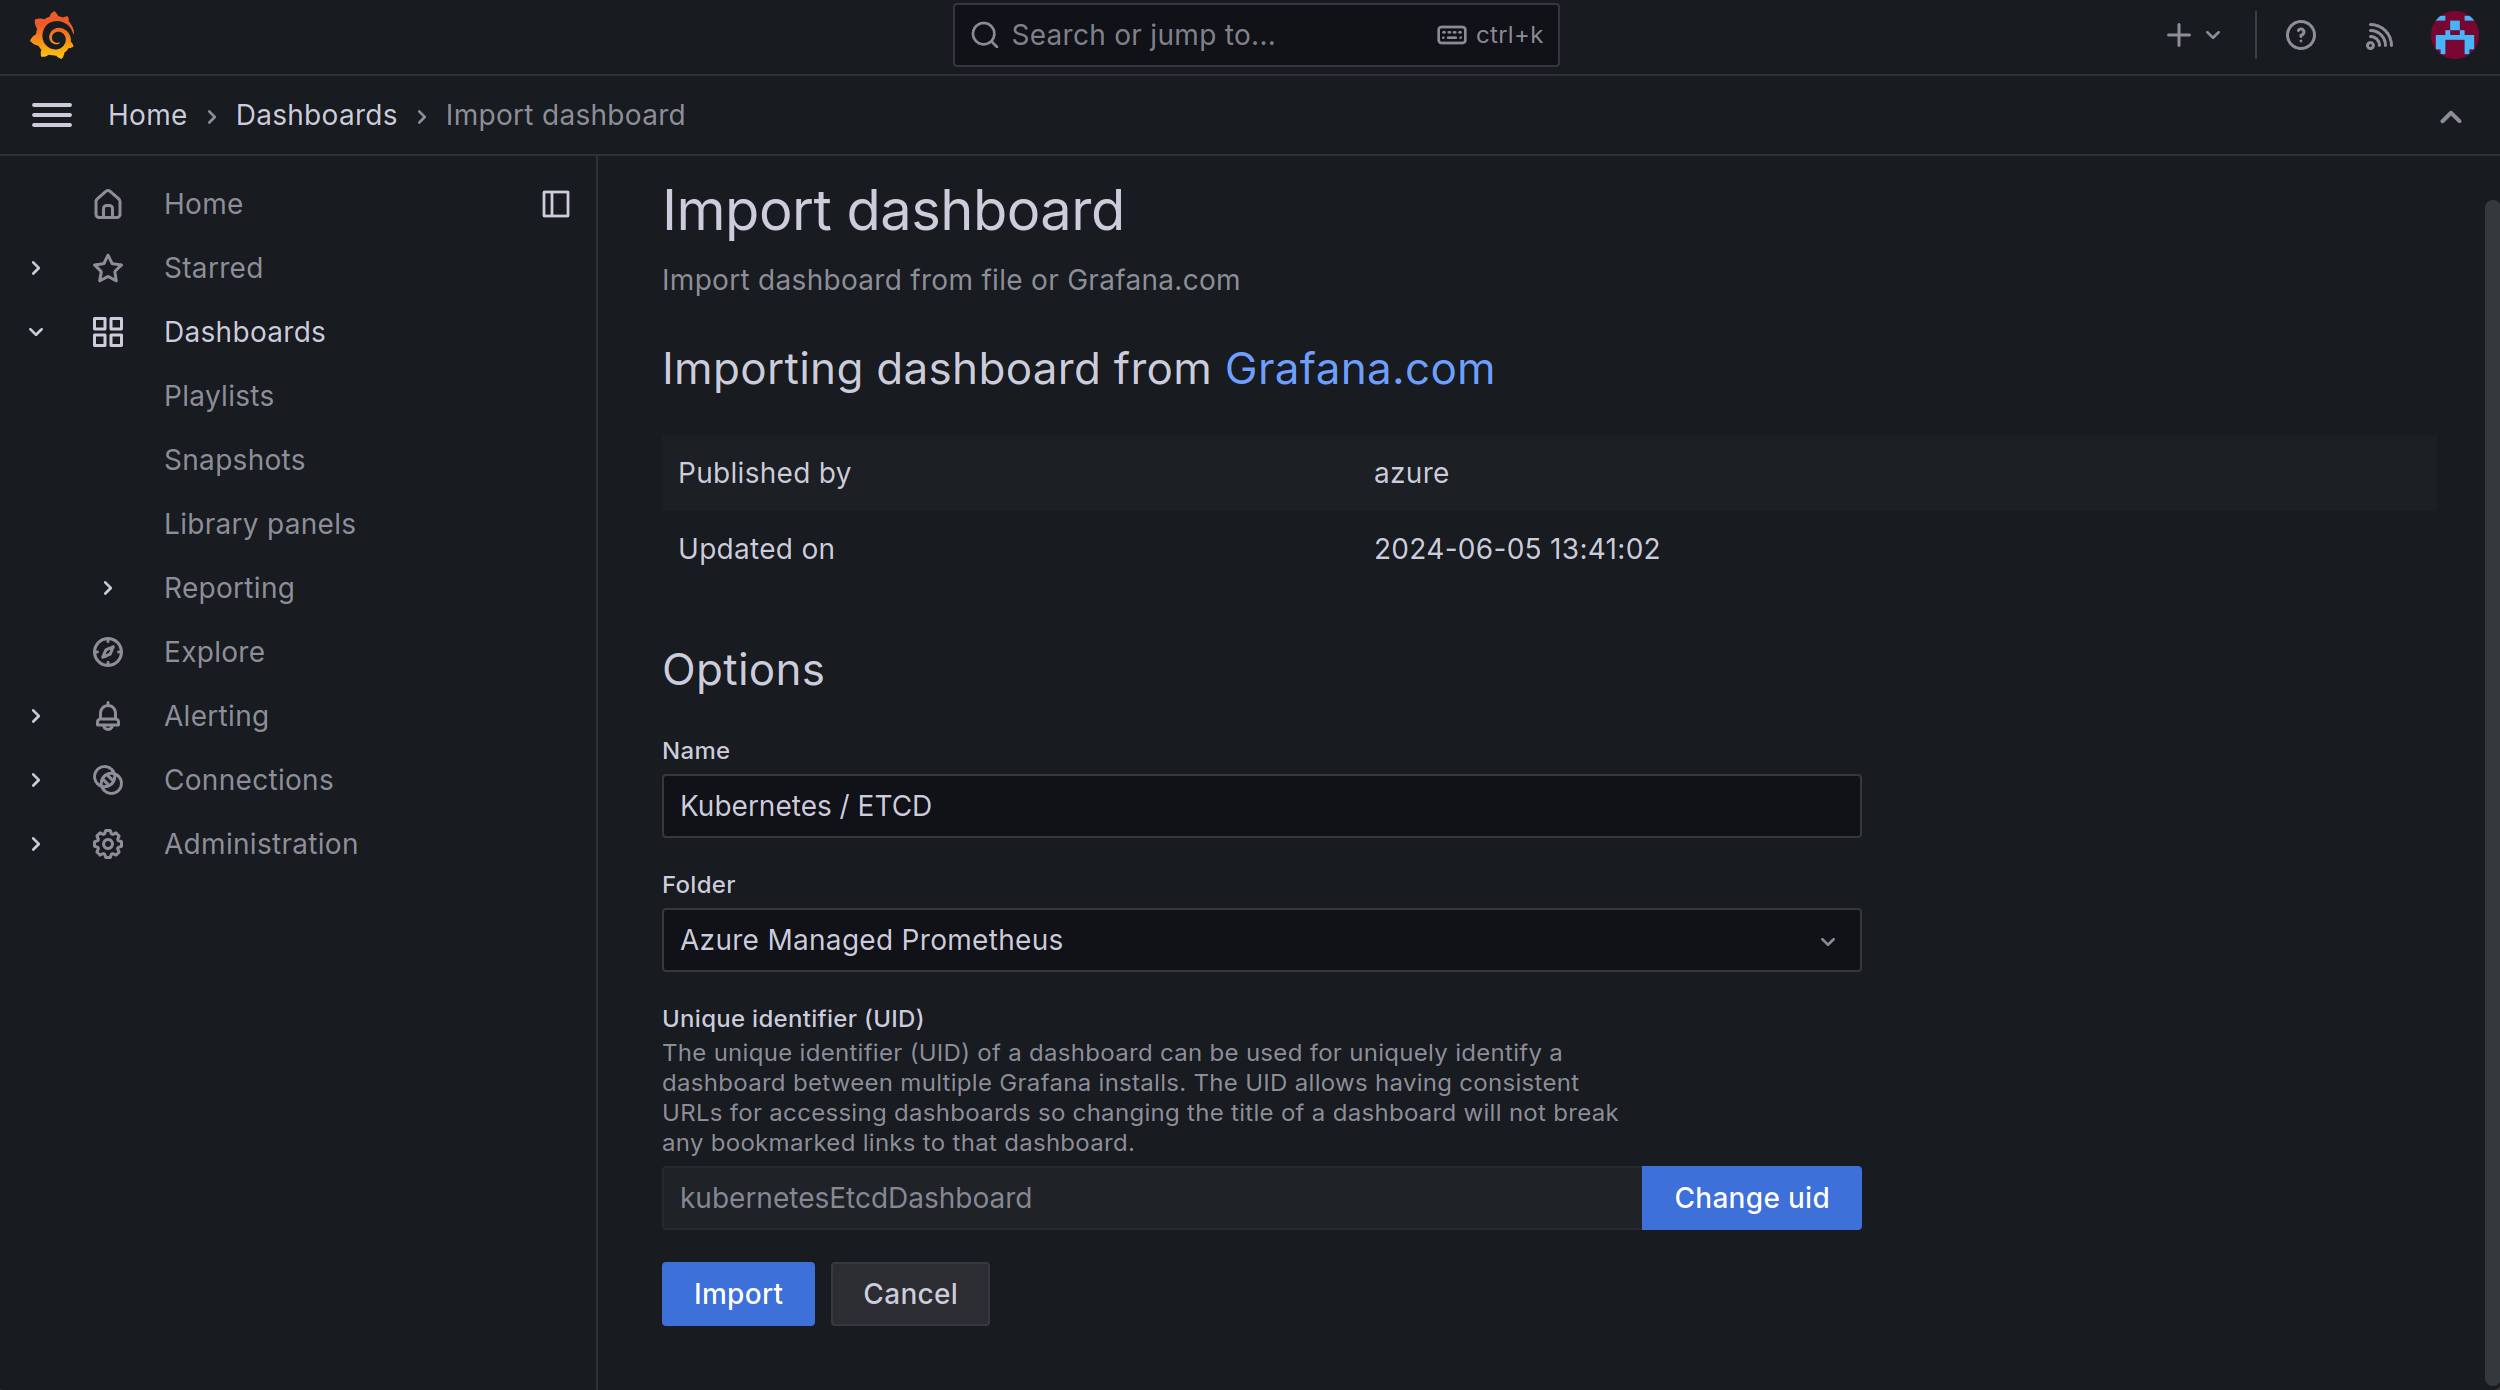 Search or jump to...
ctrl+k
Home
Dashboards
Import dashboard
Home
Starred
Dashboards
Playlists
Snapshots
Library panels
Reporting
Explore
Alerting
Connections
Administration
Import dashboard
Import dashboard from file or Grafana.com
Importing dashboard from Grafana.com
Published by
azure
Updated on
2024-06-05 13:41:02
Options
Name
Kubernetes / ETCD
Folder
Azure Managed Prometheus
Unique identifier (UID)
The unique identifier (UID) of a dashboard can be used for uniquely identify a
dashboard between multiple Grafana installs. The UID allows having consistent
URLs for accessing dashboards so changing the title of a dashboard will not break
any bookmarked links to that dashboard.
kubernetesEtcdDashboard
Change uid
Import
Cancel